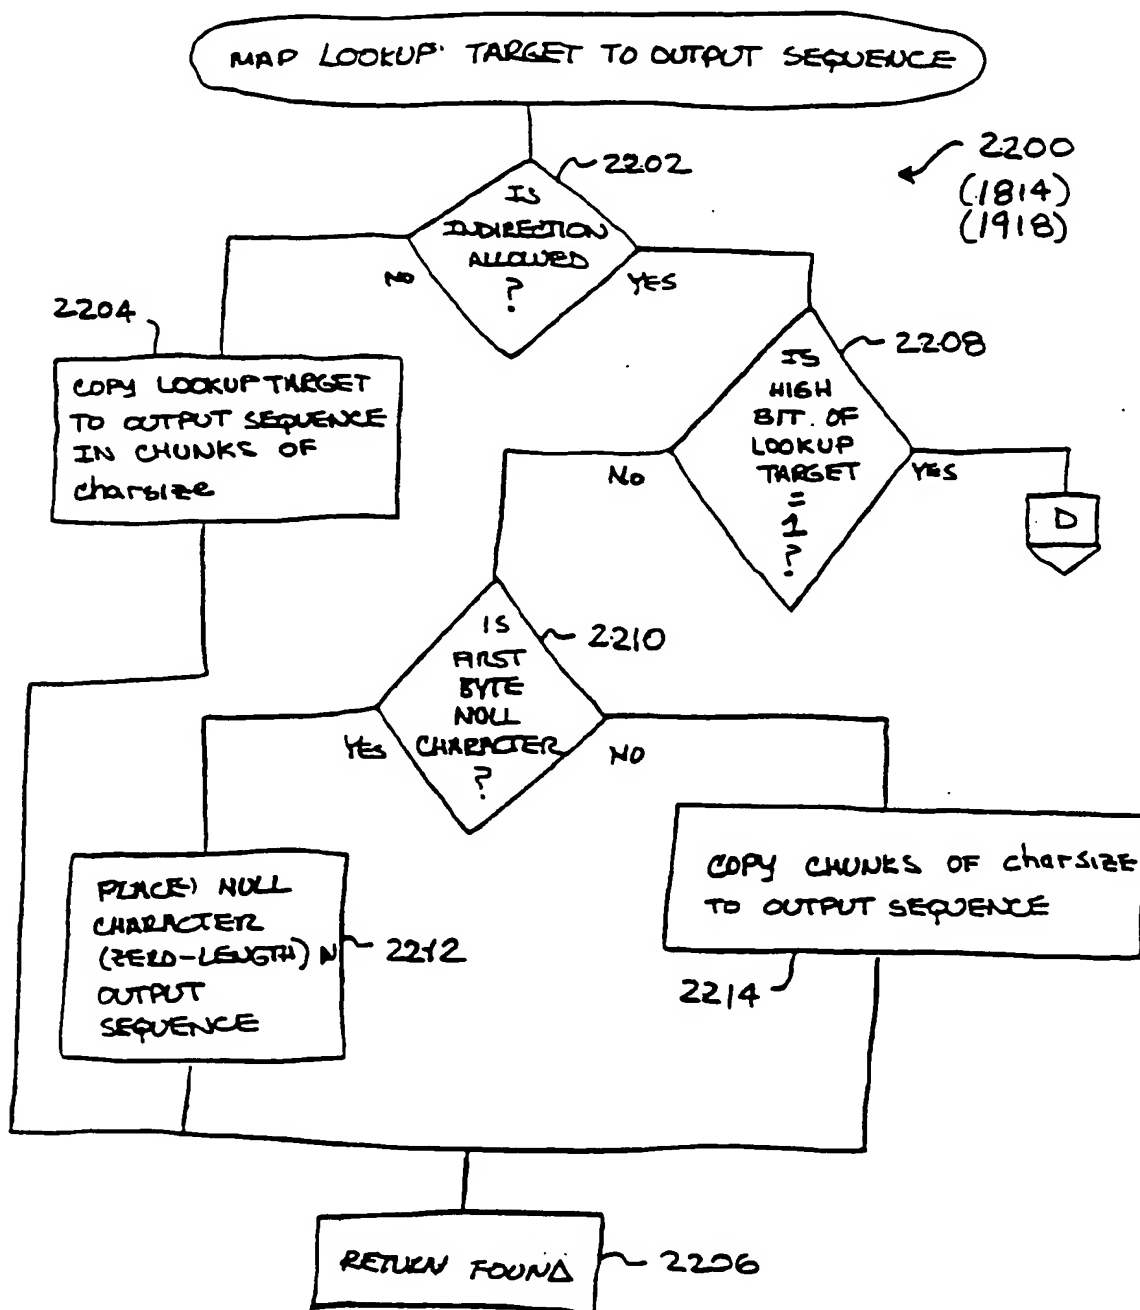 MAP LOOKUP TARGET TO OUTPUT SEQUENCE
2200
(1814)
(1918)
2202
IS
INDIRECTION
ALLOWED
?
NO
YES
2204
COPY LOOKUP TARGET
TO OUTPUT SEQUENCE
IN CHUNKS OF
charsize
2208
IS
HIGH
BIT OF
LOOKUP
TARGET
=
1
?
NO
YES
D
2210
IS
FIRST
BYTE
NULL
CHARACTER
?
YES
NO
PLACE NULL
CHARACTER
(ZERO-LENGTH) IN
OUTPUT
SEQUENCE
2212
COPY CHUNKS OF charsize
TO OUTPUT SEQUENCE
2214
RETURN FOUND
2206